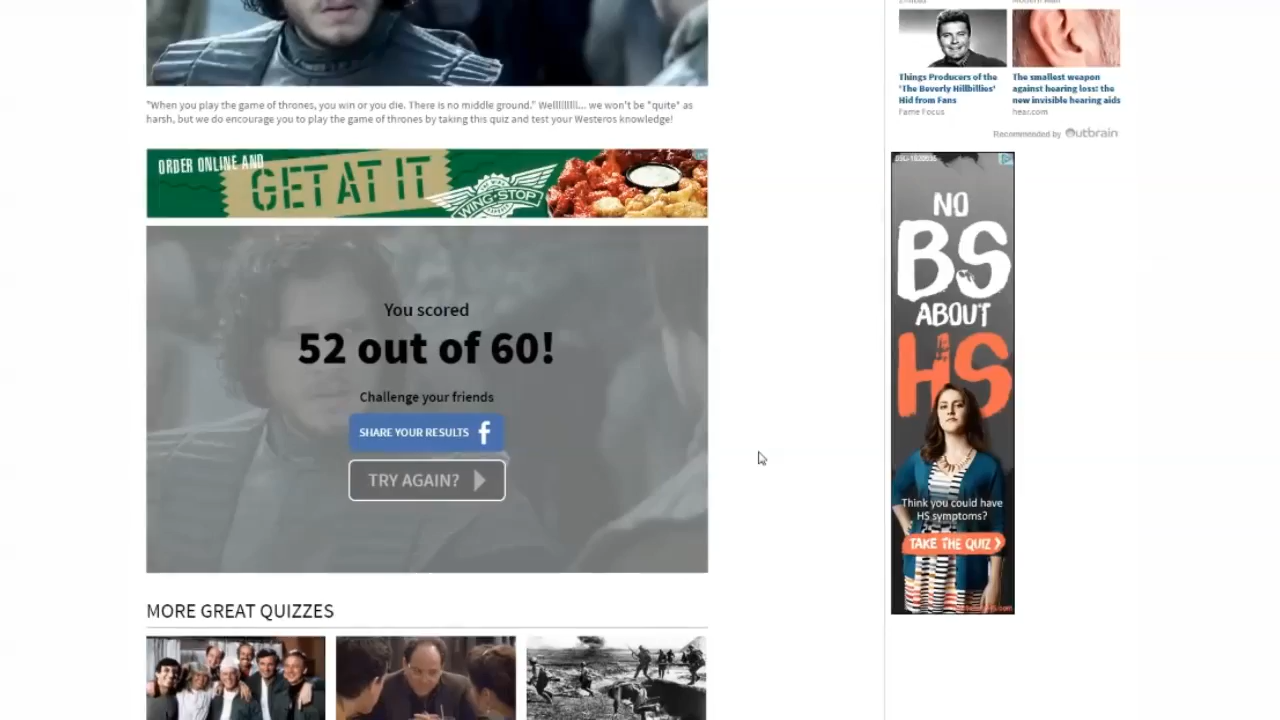 "When you play the game of thrones, you win or you die. There is no middle ground." Wellllllllll... we won't be "quite" as
harsh, but we do encourage you to play the game of thrones by taking this quiz and test your Westeros knowledge!
ORDER ONLINE AND
GET AT IT
WING·STOP
You scored
52 out of 60!
Challenge your friends
SHARE YOUR RESULTS f
TRY AGAIN?
MORE GREAT QUIZZES
Things Producers of the
'The Beverly Hillbillies'
Hid from Fans
Fame Focus
The smallest weapon
against hearing loss: the
new invisible hearing aids
hear.com
Recommended by Outbrain
NO
BS
ABOUT
HS
Think you could have
HS symptoms?
TAKE THE QUIZ